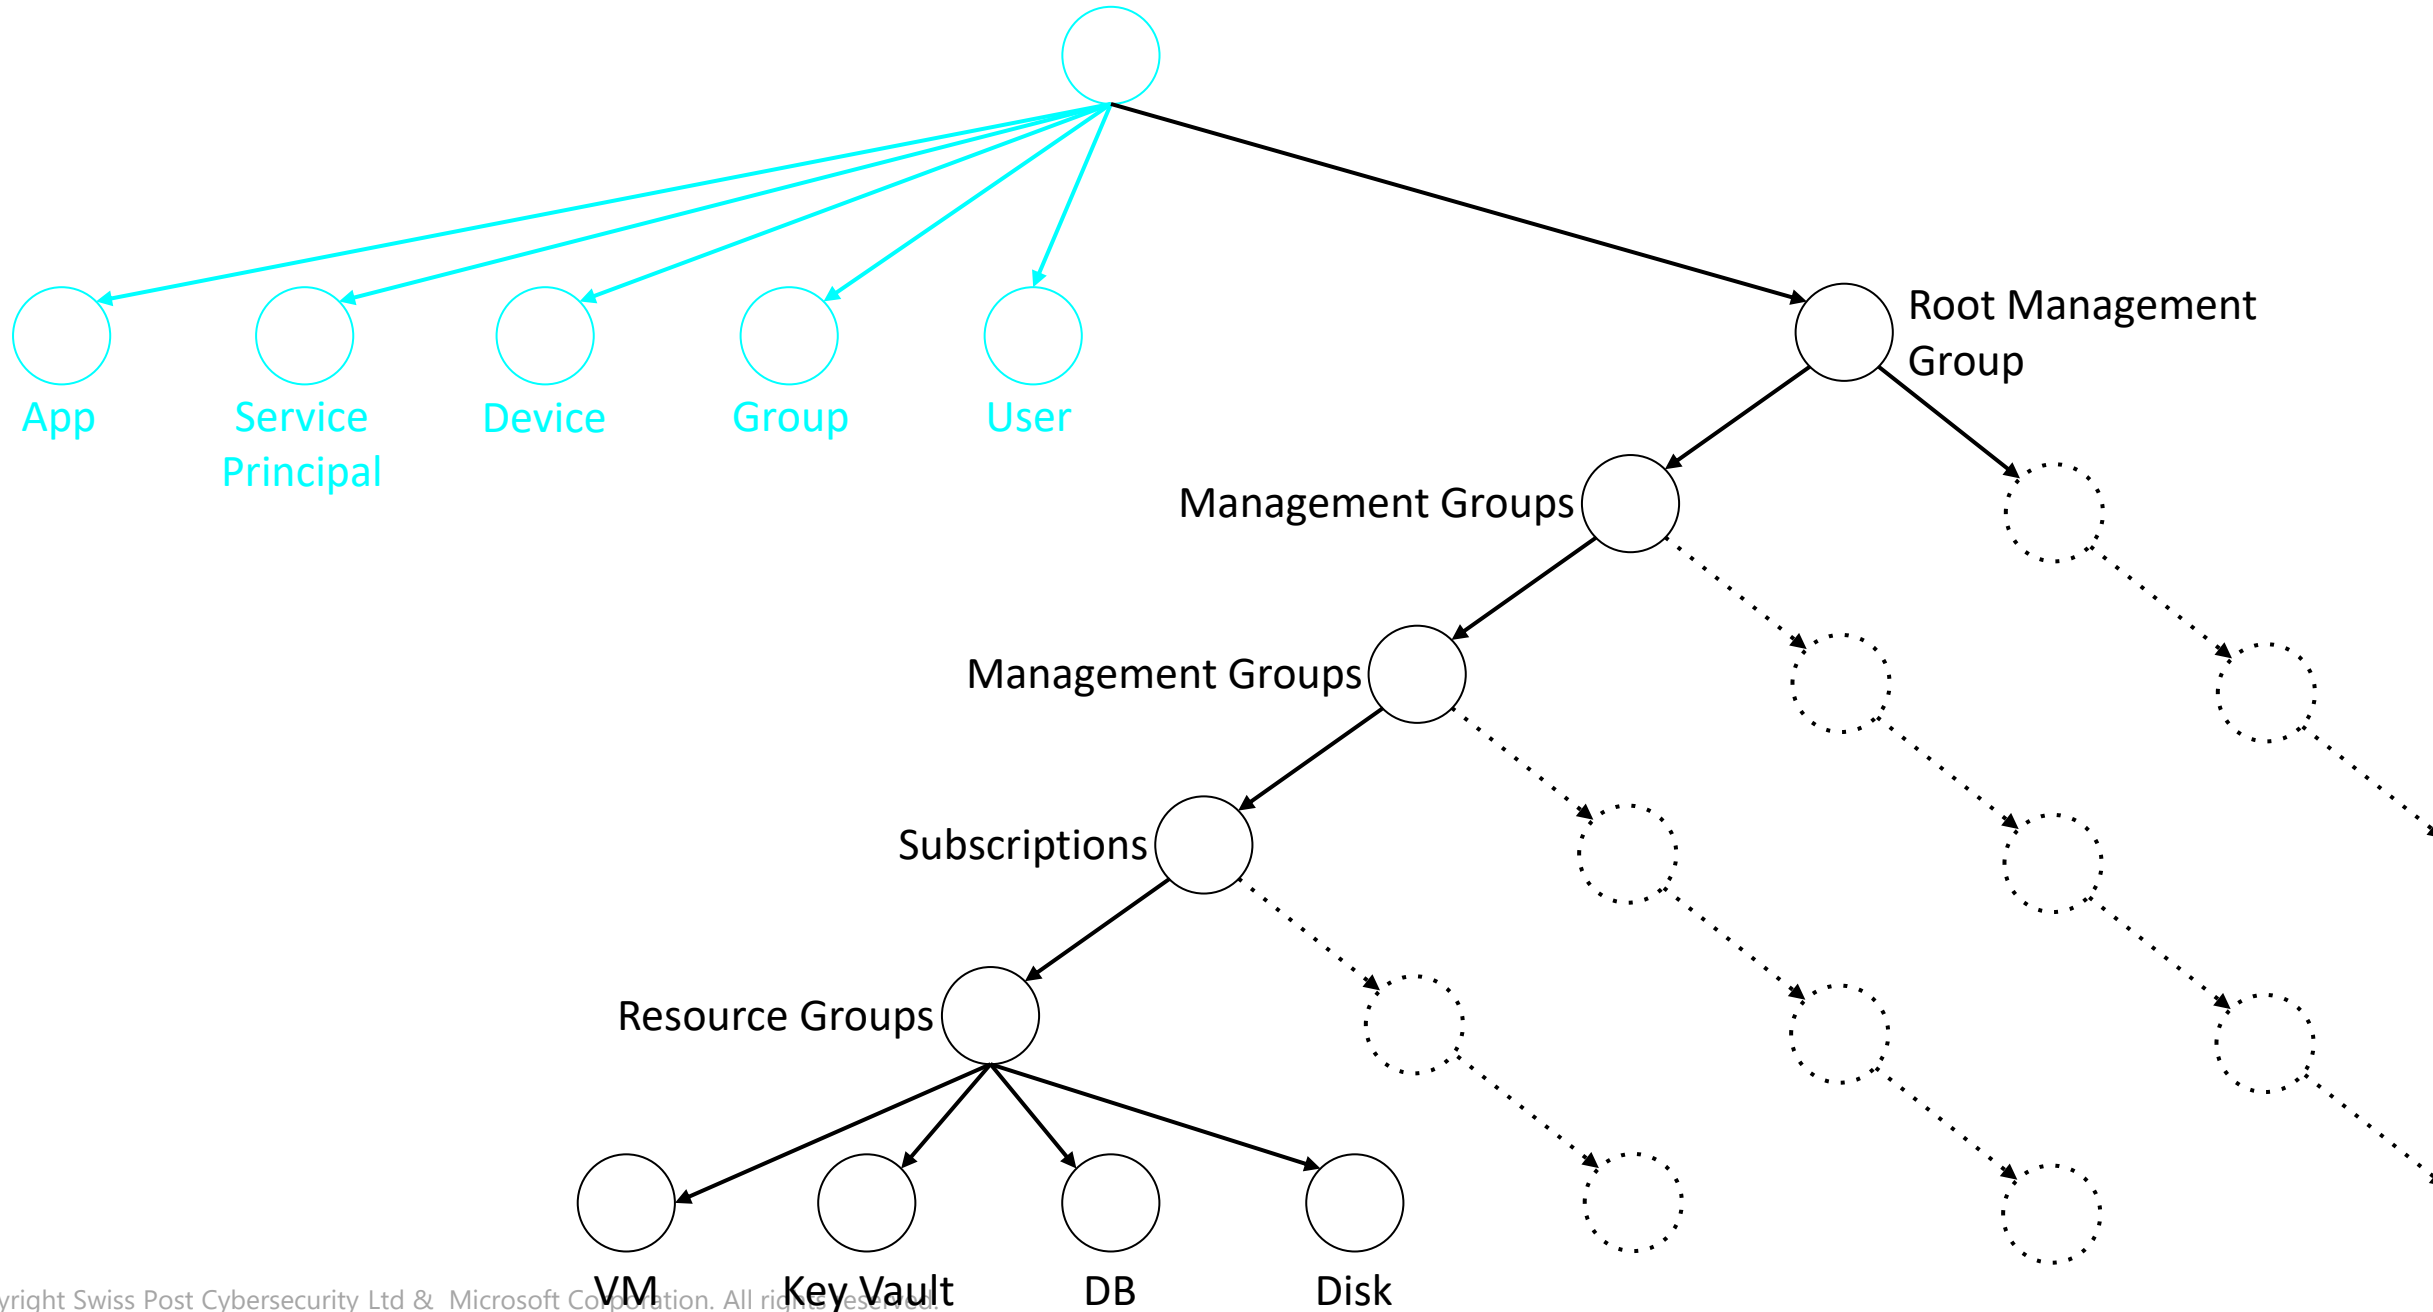 Root Management
Group
App
Service
Principal
Device
Group
User
Management Groups
Management Groups
Subscriptions
Resource Groups
VM
Key Vault
DB
Disk
yright Swiss Post Cybersecurity Ltd & Microsoft Corporation. All rights reserved.